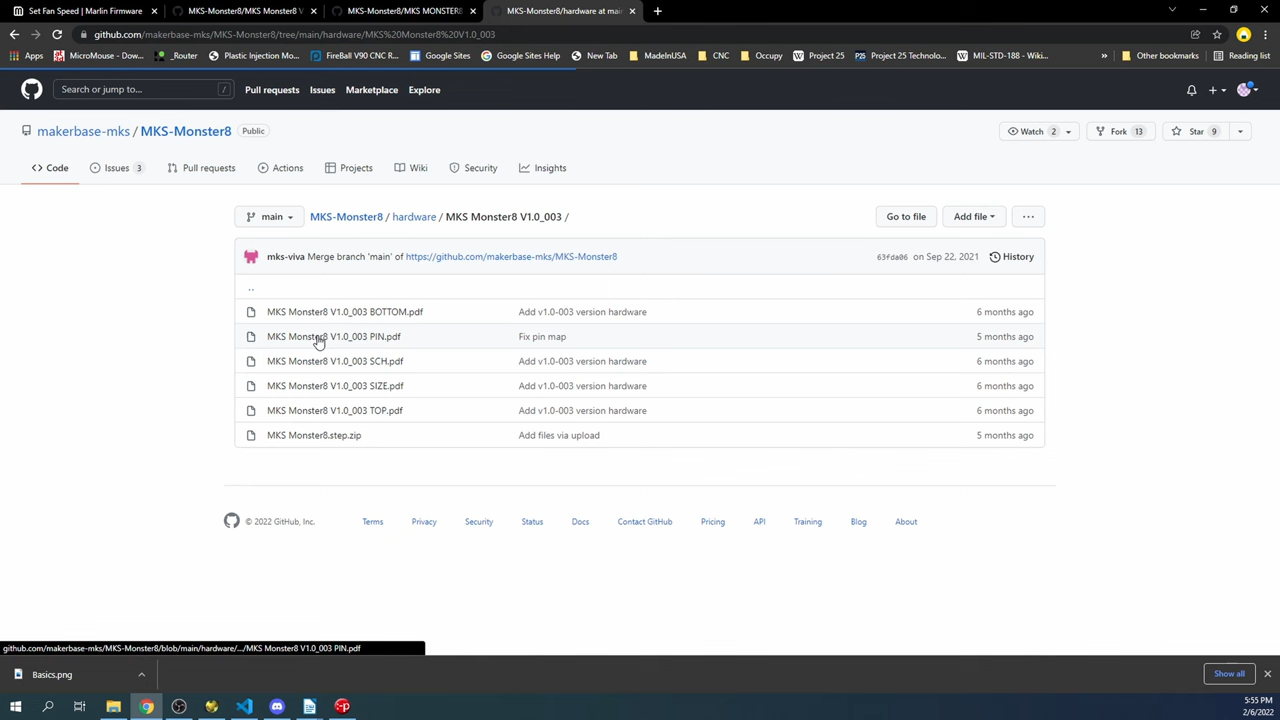 Set Fan Speed | Marlin Firmware
MKS-Monster8/MKS Monster8 V
MKS-Monster8/MKS MONSTER8
MKS-Monster8/hardware at main
github.com/makerbase-mks/MKS-Monster8/tree/main/hardware/MKS%20Monster8%20V1.0_003
Apps
MicroMouse - Dow...
_Router
Plastic Injection Mo...
FireBall V90 CNC R...
Google Sites
Google Sites Help
New Tab
MadeInUSA
CNC
Occupy
Project 25
Project 25 Technolo...
MIL-STD-188 - Wiki...
»
Other bookmarks
Reading list
Search or jump to...
/
Pull requests
Issues
Marketplace
Explore
makerbase-mks / MKS-Monster8 Public
Watch 2
Fork 13
Star 9
Code
Issues 3
Pull requests
Actions
Projects
Wiki
Security
Insights
main
MKS-Monster8 / hardware / MKS Monster8 V1.0_003 /
Go to file
Add file
...
mks-viva Merge branch 'main' of https://github.com/makerbase-mks/MKS-Monster8
63fda06 on Sep 22, 2021
History
..
MKS Monster8 V1.0_003 BOTTOM.pdf Add v1.0-003 version hardware 6 months ago
MKS Monster8 V1.0_003 PIN.pdf Fix pin map 5 months ago
MKS Monster8 V1.0_003 SCH.pdf Add v1.0-003 version hardware 6 months ago
MKS Monster8 V1.0_003 SIZE.pdf Add v1.0-003 version hardware 6 months ago
MKS Monster8 V1.0_003 TOP.pdf Add v1.0-003 version hardware 6 months ago
MKS Monster8.step.zip Add files via upload 5 months ago
© 2022 GitHub, Inc.
Terms
Privacy
Security
Status
Docs
Contact GitHub
Pricing
API
Training
Blog
About
github.com/makerbase-mks/MKS-Monster8/blob/main/hardware/.../MKS Monster8 V1.0_003 PIN.pdf
Basics.png
Show all
5:55 PM
2/6/2022